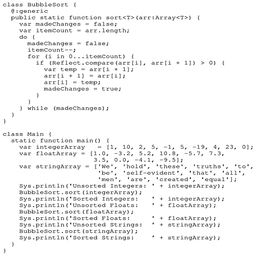 class BubbleSort {
  @:generic
  public static function sort<T>(arr:Array<T>) {
    var madeChanges = false;
    var itemCount = arr.length;
    do {
      madeChanges = false;
      itemCount--;
      for (i in 0...itemCount) {
        if (Reflect.compare(arr[i], arr[i + 1]) > 0) {
          var temp = arr[i + 1];
          arr[i + 1] = arr[i];
          arr[i] = temp;
          madeChanges = true;
        }
      }
    } while (madeChanges);
  }
}

class Main {
  static function main() {
    var integerArray = [1, 10, 2, 5, -1, 5, -19, 4, 23, 0];
    var floatArray = [1.0, -3.2, 5.2, 10.8, -5.7, 7.3,
                      3.5, 0.0, -4.1, -9.5];
    var stringArray = ['We', 'hold', 'these', 'truths', 'to',
                       'be', 'self-evident', 'that', 'all',
                       'men', 'are', 'created', 'equal'];
    Sys.println('Unsorted Integers: ' + integerArray);
    BubbleSort.sort(integerArray);
    Sys.println('Sorted Integers:   ' + integerArray);
    Sys.println('Unsorted Floats:   ' + floatArray);
    BubbleSort.sort(floatArray);
    Sys.println('Sorted Floats:     ' + floatArray);
    Sys.println('Unsorted Strings:  ' + stringArray);
    BubbleSort.sort(stringArray);
    Sys.println('Sorted Strings:    ' + stringArray);
  }
}